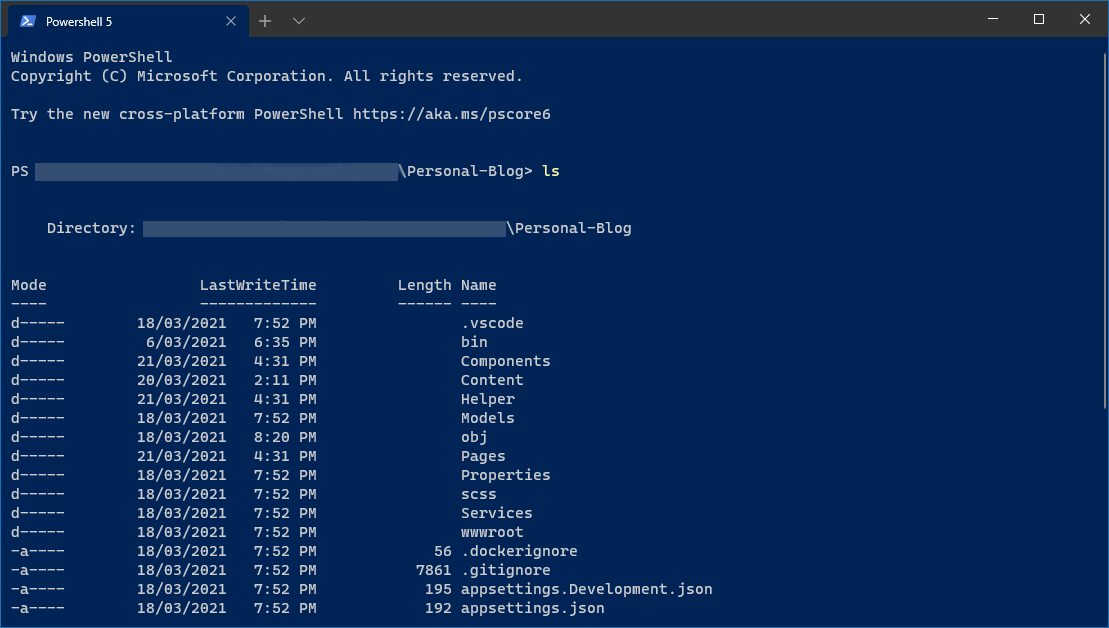 Powershell 5
Windows PowerShell
Copyright (C) Microsoft Corporation. All rights reserved.
Try the new cross-platform PowerShell https://aka.ms/pscore6
PS \Personal-Blog> ls
Directory: \Personal-Blog
Mode LastWriteTime Length Name
---- ------------- ------ ----
d----- 18/03/2021 7:52 PM .vscode
d----- 6/03/2021 6:35 PM bin
d----- 21/03/2021 4:31 PM Components
d----- 20/03/2021 2:11 PM Content
d----- 21/03/2021 4:31 PM Helper
d----- 18/03/2021 7:52 PM Models
d----- 18/03/2021 8:20 PM obj
d----- 21/03/2021 4:31 PM Pages
d----- 18/03/2021 7:52 PM Properties
d----- 18/03/2021 7:52 PM scss
d----- 18/03/2021 7:52 PM Services
d----- 18/03/2021 7:52 PM wwwroot
-a---- 18/03/2021 7:52 PM 56 .dockerignore
-a---- 18/03/2021 7:52 PM 7861 .gitignore
-a---- 18/03/2021 7:52 PM 195 appsettings.Development.json
-a---- 18/03/2021 7:52 PM 192 appsettings.json